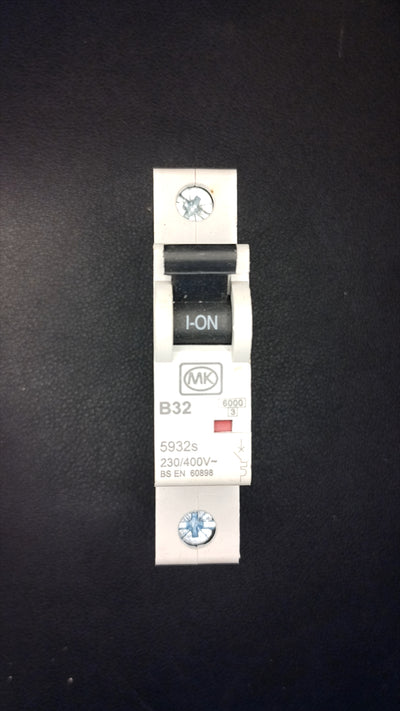 I-ON
MK
B32
6000
3
5932s
230/400V~
BS EN 60898